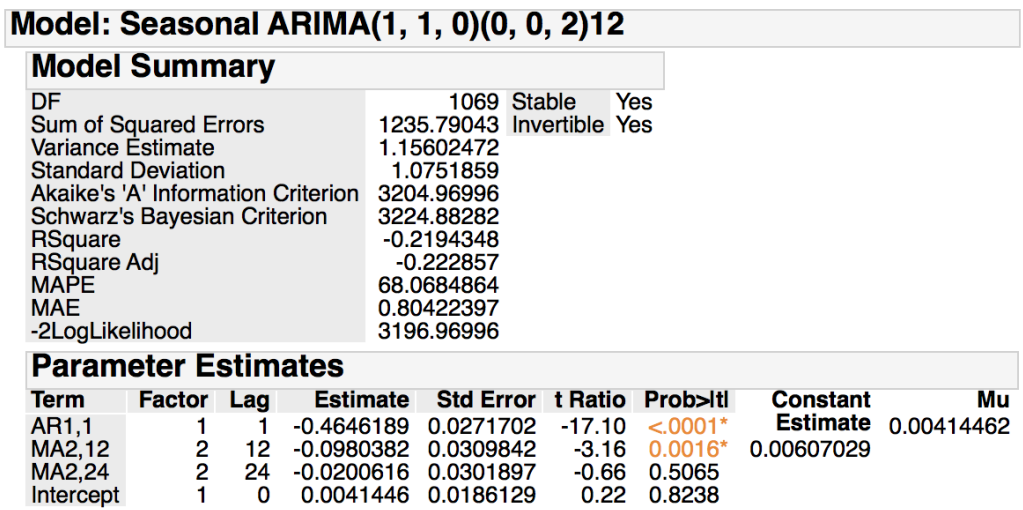 Model: Seasonal ARIMA(1, 1, 0)(0, 0, 2)12
Model Summary
DF 1069 Stable Yes
Sum of Squared Errors 1235.79043 Invertible Yes
Variance Estimate 1.15602472
Standard Deviation 1.0751859
Akaike's 'A' Information Criterion 3204.96996
Schwarz's Bayesian Criterion 3224.88282
RSquare -0.2194348
RSquare Adj -0.222857
MAPE 68.0684864
MAE 0.80422397
-2LogLikelihood 3196.96996
Parameter Estimates
Term Factor Lag Estimate Std Error t Ratio Prob>|t| Constant Estimate Mu
AR1,1 1 1 -0.4646189 0.0271702 -17.10 <.0001* 0.00414462
MA2,12 2 12 -0.0980382 0.0309842 -3.16 0.0016* 0.00607029
MA2,24 2 24 -0.0200616 0.0301897 -0.66 0.5065
Intercept 1 0 0.0041446 0.0186129 0.22 0.8238